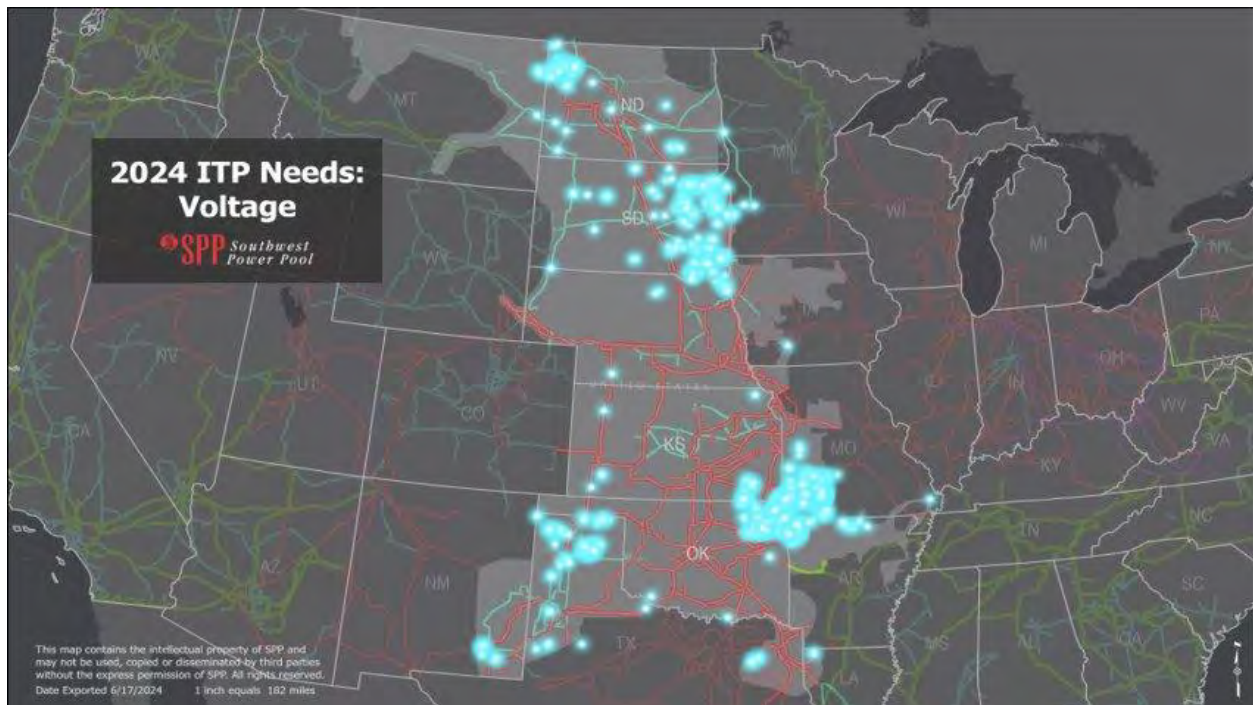 2024 ITP Needs:
Voltage
SPP Southwest
Power Pool
WA
MT
ND
MN
SD
WY
WI
MI
NY
PA
IA
NV
UT
CO
UNITED STATES
IN
OH
WV
VA
CA
KS
MO
KY
AZ
NM
OK
TN
NC
AR
SC
TX
MS
GA
LA
This map contains the intellectual property of SPP and
may not be used, copied or disseminated by third parties
without the express permission of SPP. All rights reserved.
Date Exported 6/17/2024 1 inch equals 182 miles